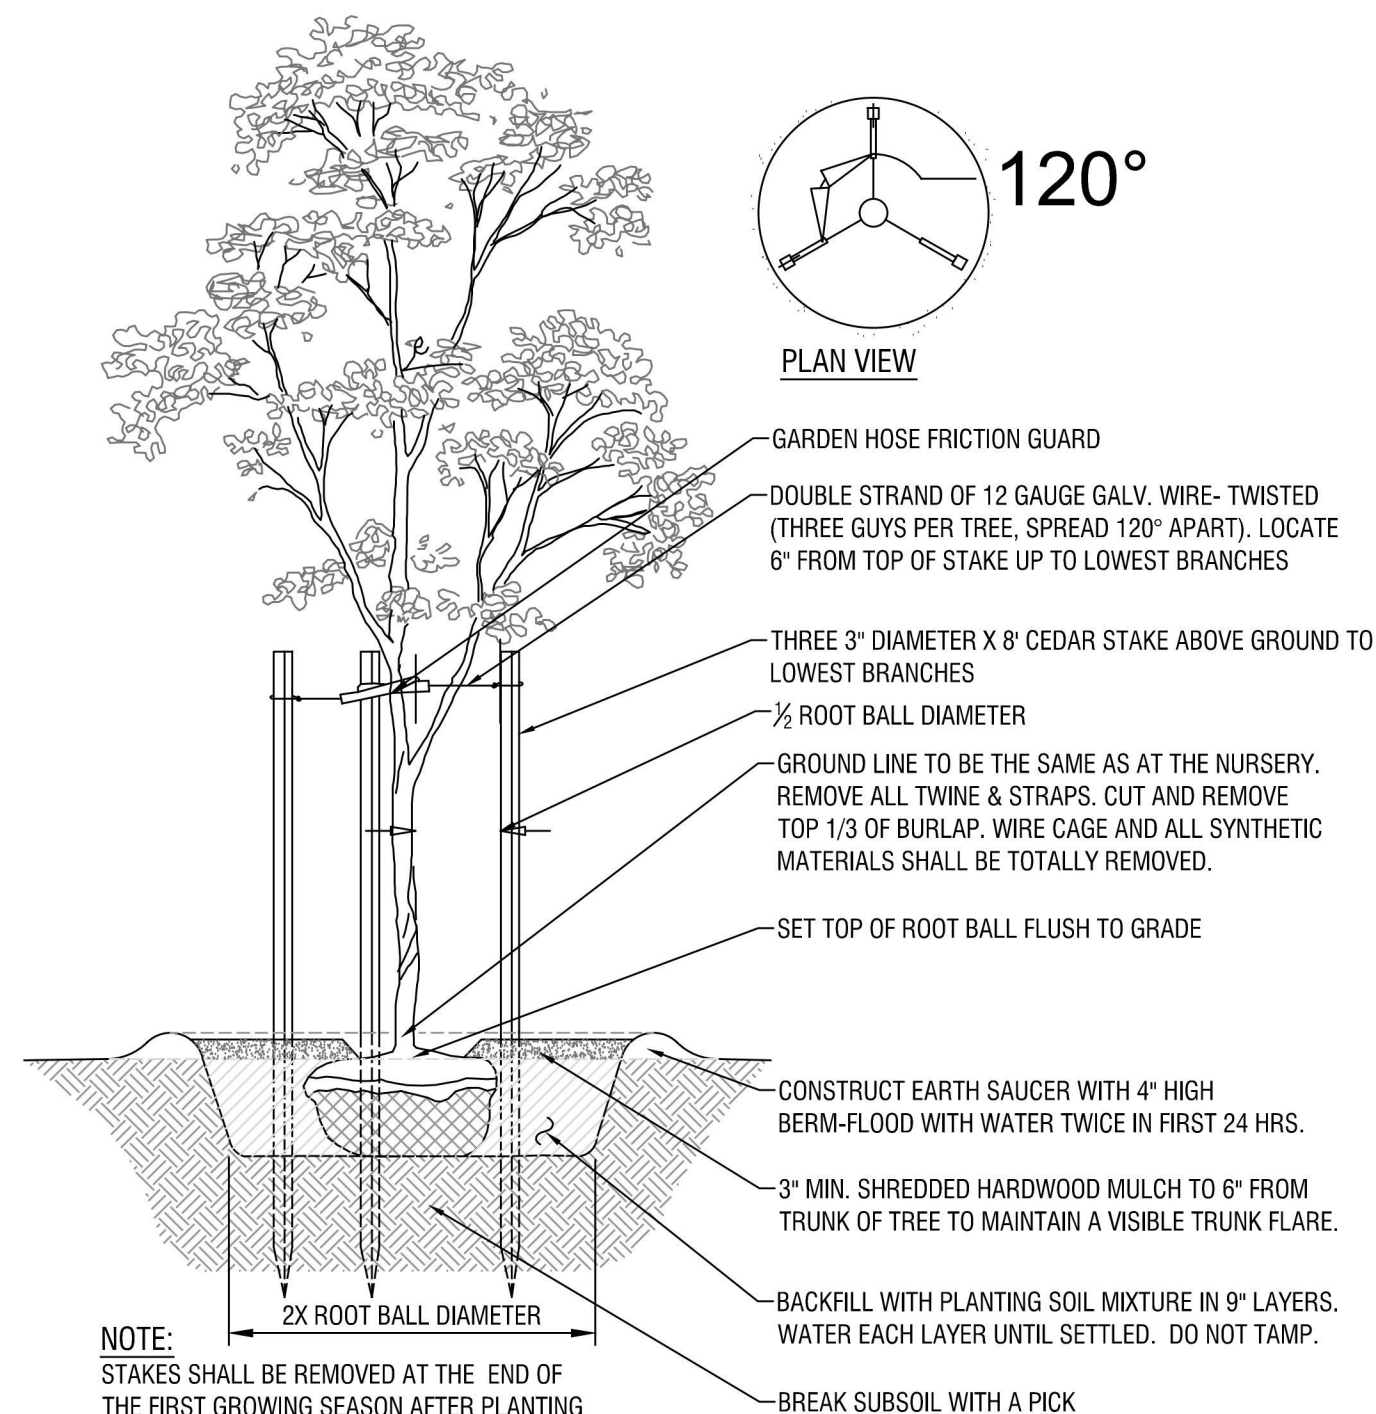 120°
PLAN VIEW
GARDEN HOSE FRICTION GUARD
DOUBLE STRAND OF 12 GAUGE GALV. WIRE- TWISTED
(THREE GUYS PER TREE, SPREAD 120° APART). LOCATE
6" FROM TOP OF STAKE UP TO LOWEST BRANCHES
THREE 3" DIAMETER X 8' CEDAR STAKE ABOVE GROUND TO
LOWEST BRANCHES
½ ROOT BALL DIAMETER
GROUND LINE TO BE THE SAME AS AT THE NURSERY.
REMOVE ALL TWINE & STRAPS. CUT AND REMOVE
TOP 1/3 OF BURLAP. WIRE CAGE AND ALL SYNTHETIC
MATERIALS SHALL BE TOTALLY REMOVED.
SET TOP OF ROOT BALL FLUSH TO GRADE
CONSTRUCT EARTH SAUCER WITH 4" HIGH
BERM-FLOOD WITH WATER TWICE IN FIRST 24 HRS.
3" MIN. SHREDDED HARDWOOD MULCH TO 6" FROM
TRUNK OF TREE TO MAINTAIN A VISIBLE TRUNK FLARE.
BACKFILL WITH PLANTING SOIL MIXTURE IN 9" LAYERS.
WATER EACH LAYER UNTIL SETTLED. DO NOT TAMP.
BREAK SUBSOIL WITH A PICK
2X ROOT BALL DIAMETER
NOTE:
STAKES SHALL BE REMOVED AT THE END OF
THE FIRST GROWING SEASON AFTER PLANTING